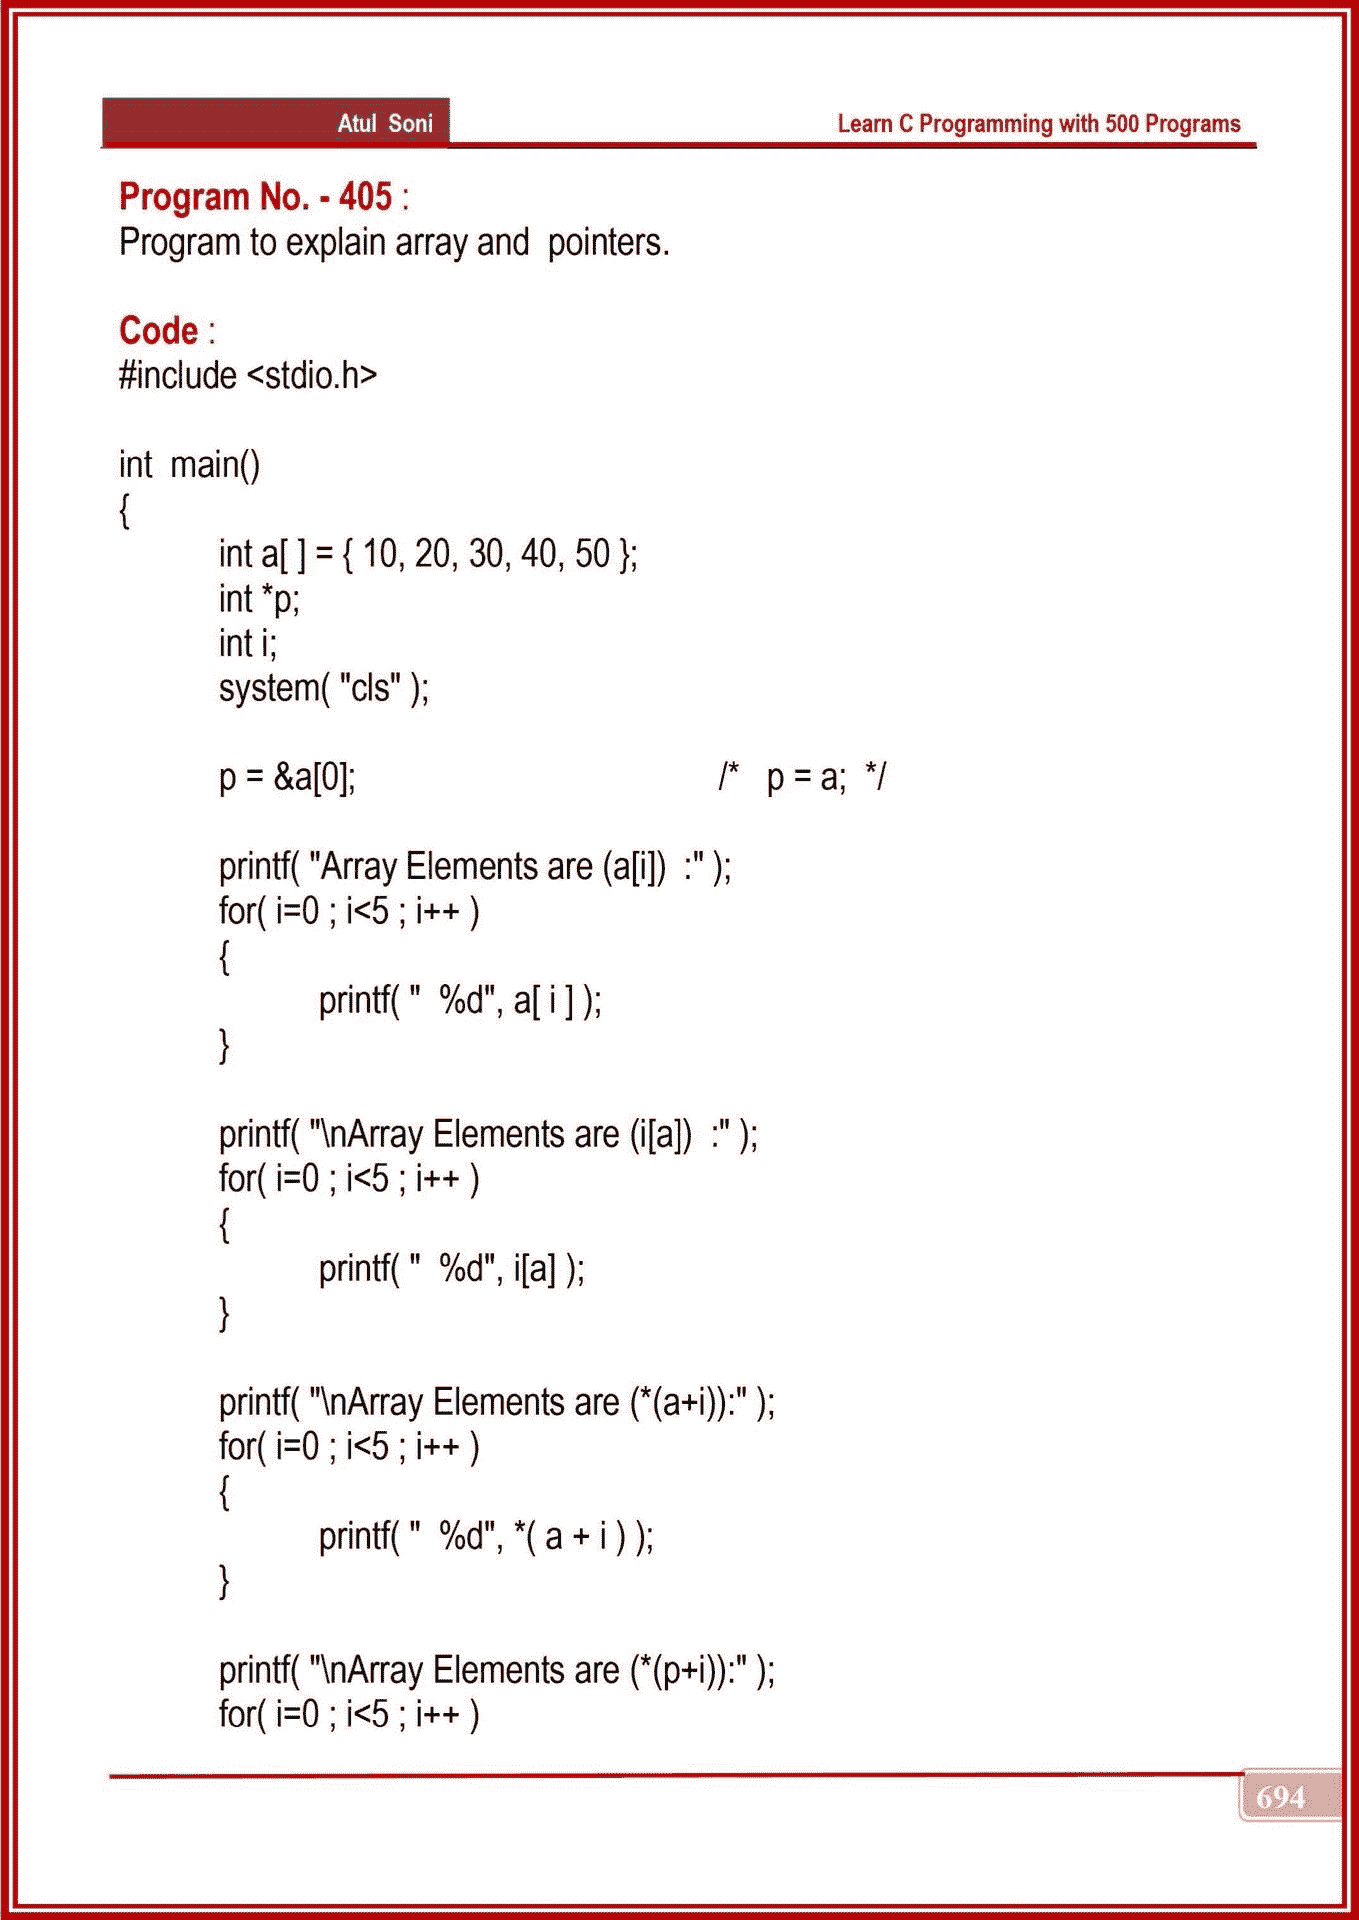 Atul  Soni
Learn C Programming with 500 Programs
Program No. - 405 :
Program to explain array and  pointers.
Code :
#include <stdio.h>
int  main()
{
int a[ ] = { 10, 20, 30, 40, 50 };
int *p;
int i;
system( "cls" );
p = &a[0];                    /*   p = a;  */
printf( "Array Elements are (a[i])  :" );
for( i=0 ; i<5 ; i++ )
{
printf( "  %d", a[ i ] );
}
printf( "\nArray Elements are (i[a])  :" );
for( i=0 ; i<5 ; i++ )
{
printf( "  %d", i[a] );
}
printf( "\nArray Elements are (*(a+i)):" );
for( i=0 ; i<5 ; i++ )
{
printf( "  %d", *( a + i ) );
}
printf( "\nArray Elements are (*(p+i)):" );
for( i=0 ; i<5 ; i++ )
694